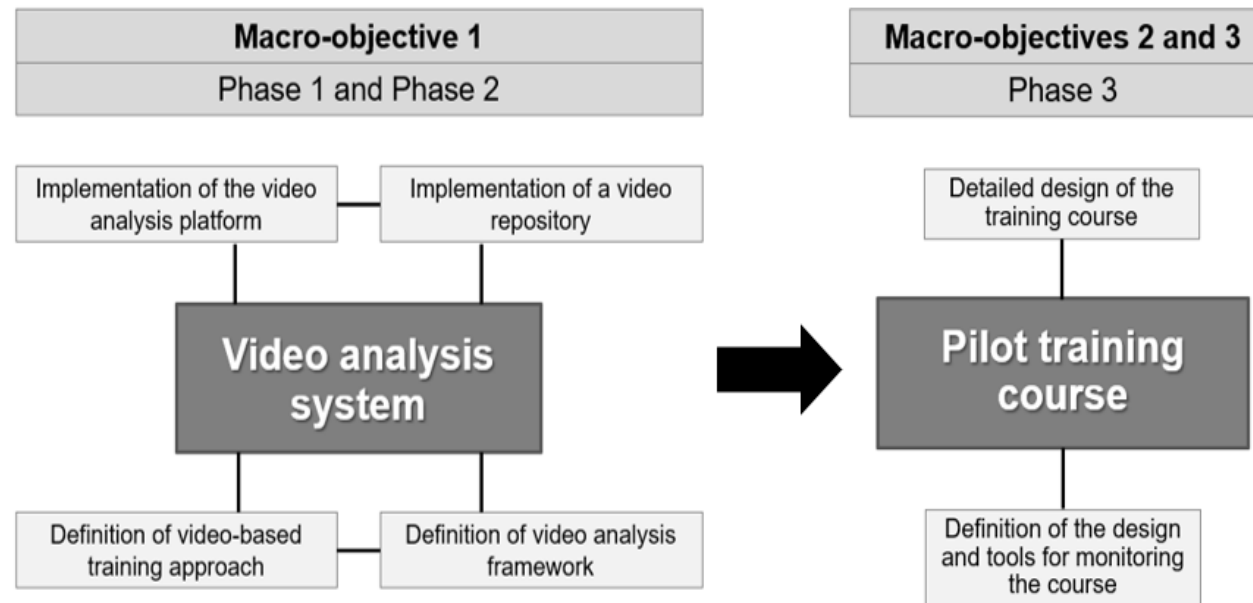 Macro-objective 1
Phase 1 and Phase 2
Macro-objectives 2 and 3
Phase 3
Implementation of the video
analysis platform
Implementation of a video
repository
Video analysis
system
Definition of video-based
training approach
Definition of video analysis
framework
Detailed design of the
training course
Pilot training
course
Definition of the design
and tools for monitoring
the course